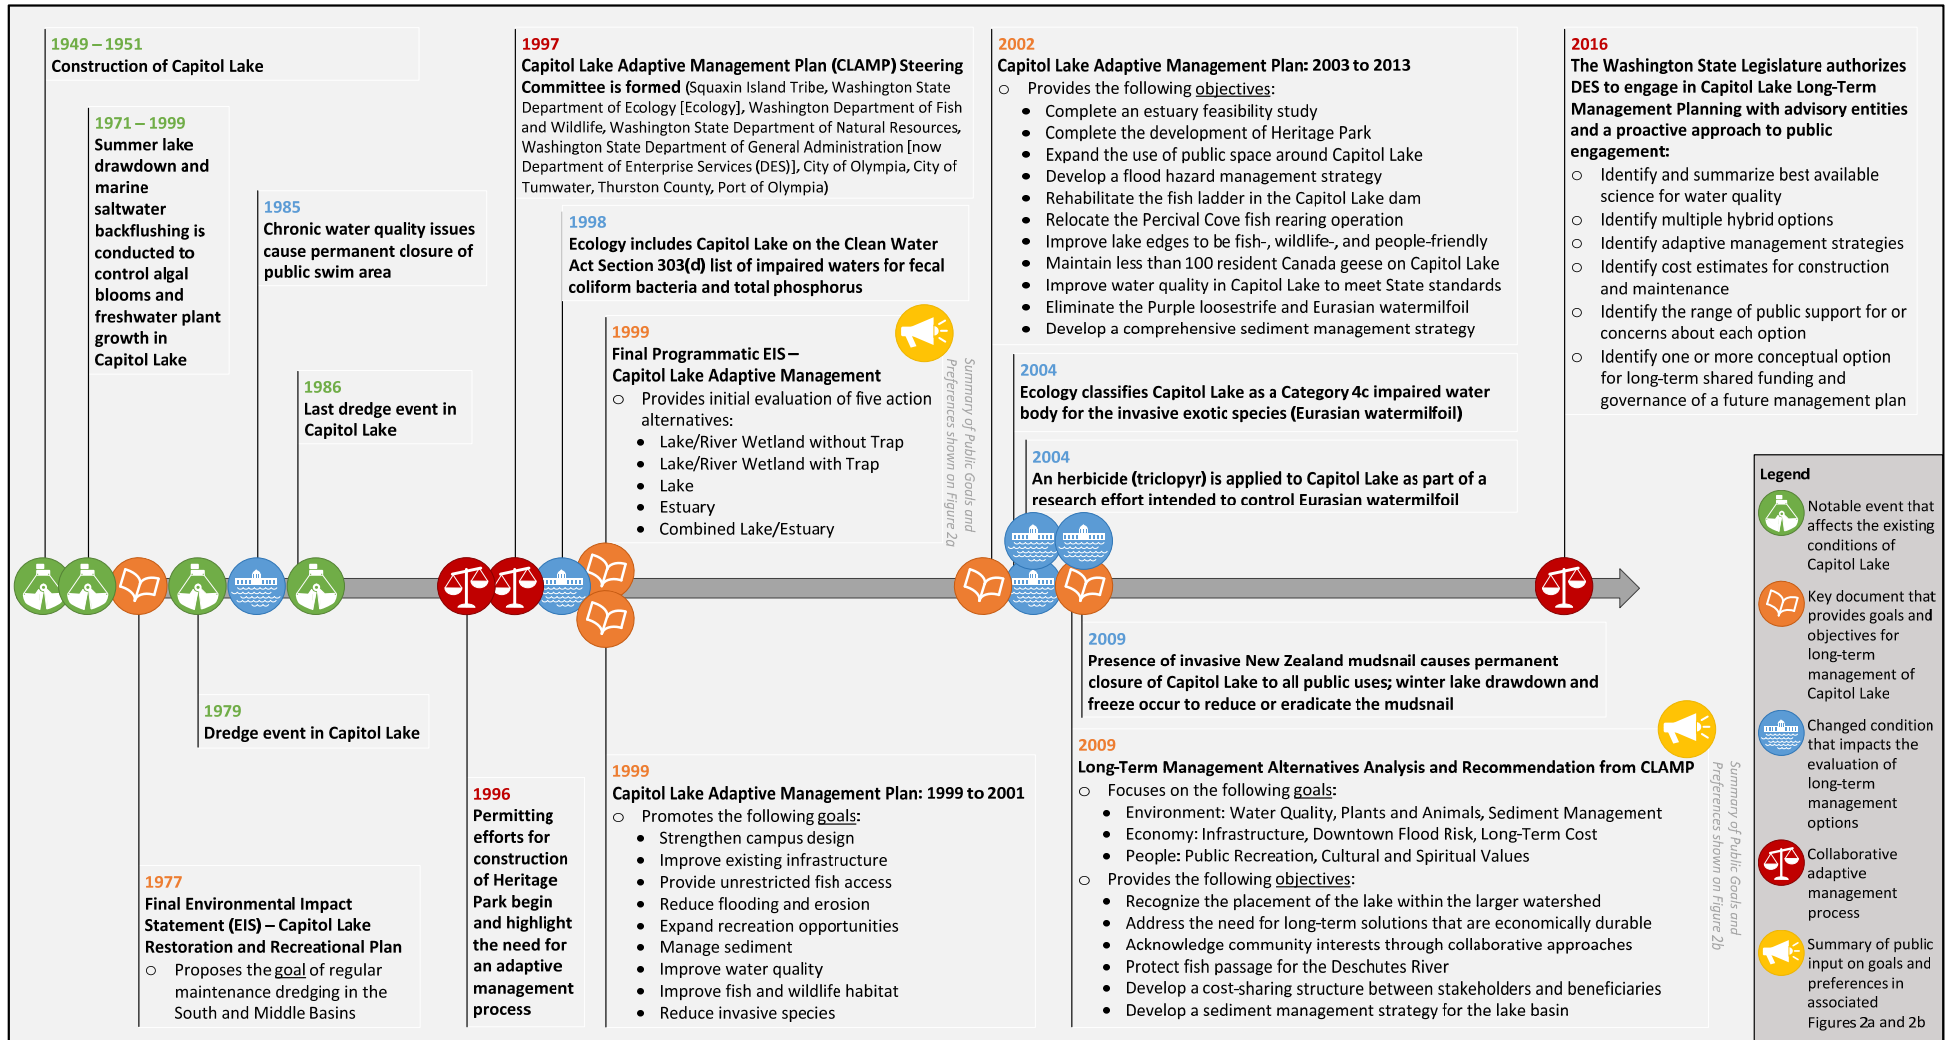 1949 – 1951
Construction of Capitol Lake
1971 – 1999
Summer lake
drawdown and
marine
saltwater
backflushing is
conducted to
control algal
blooms and
freshwater plant
growth in
Capitol Lake
1985
Chronic water quality issues
cause permanent closure of
public swim area
1986
Last dredge event in
Capitol Lake
1997
Capitol Lake Adaptive Management Plan (CLAMP) Steering
Committee is formed (Squaxin Island Tribe, Washington State
Department of Ecology [Ecology], Washington Department of Fish
and Wildlife, Washington State Department of Natural Resources,
Washington State Department of General Administration [now
Department of Enterprise Services (DES)], City of Olympia, City of
Tumwater, Thurston County, Port of Olympia)
1998
Ecology includes Capitol Lake on the Clean Water
Act Section 303(d) list of impaired waters for fecal
coliform bacteria and total phosphorus
1999
Final Programmatic EIS –
Capitol Lake Adaptive Management
o Provides initial evaluation of five action
alternatives:
• Lake/River Wetland without Trap
• Lake/River Wetland with Trap
• Lake
• Estuary
• Combined Lake/Estuary
Summary of Public Goals and
Preferences shown on Figure 2a
2002
Capitol Lake Adaptive Management Plan: 2003 to 2013
o Provides the following objectives:
• Complete an estuary feasibility study
• Complete the development of Heritage Park
• Expand the use of public space around Capitol Lake
• Develop a flood hazard management strategy
• Rehabilitate the fish ladder in the Capitol Lake dam
• Relocate the Percival Cove fish rearing operation
• Improve lake edges to be fish-, wildlife-, and people-friendly
• Maintain less than 100 resident Canada geese on Capitol Lake
• Improve water quality in Capitol Lake to meet State standards
• Eliminate the Purple loosestrife and Eurasian watermilfoil
• Develop a comprehensive sediment management strategy
2004
Ecology classifies Capitol Lake as a Category 4c impaired water
body for the invasive exotic species (Eurasian watermilfoil)
2004
An herbicide (triclopyr) is applied to Capitol Lake as part of a
research effort intended to control Eurasian watermilfoil
2016
The Washington State Legislature authorizes
DES to engage in Capitol Lake Long-Term
Management Planning with advisory entities
and a proactive approach to public
engagement:
o Identify and summarize best available
science for water quality
o Identify multiple hybrid options
o Identify adaptive management strategies
o Identify cost estimates for construction
and maintenance
o Identify the range of public support for or
concerns about each option
o Identify one or more conceptual option
for long-term shared funding and
governance of a future management plan
1977
Final Environmental Impact
Statement (EIS) – Capitol Lake
Restoration and Recreational Plan
o Proposes the goal of regular
maintenance dredging in the
South and Middle Basins
1979
Dredge event in Capitol Lake
1996
Permitting
efforts for
construction
of Heritage
Park begin
and highlight
the need for
an adaptive
management
process
1999
Capitol Lake Adaptive Management Plan: 1999 to 2001
o Promotes the following goals:
• Strengthen campus design
• Improve existing infrastructure
• Provide unrestricted fish access
• Reduce flooding and erosion
• Expand recreation opportunities
• Manage sediment
• Improve water quality
• Improve fish and wildlife habitat
• Reduce invasive species
2009
Presence of invasive New Zealand mudsnail causes permanent
closure of Capitol Lake to all public uses; winter lake drawdown and
freeze occur to reduce or eradicate the mudsnail
2009
Long-Term Management Alternatives Analysis and Recommendation from CLAMP
o Focuses on the following goals:
• Environment: Water Quality, Plants and Animals, Sediment Management
• Economy: Infrastructure, Downtown Flood Risk, Long-Term Cost
• People: Public Recreation, Cultural and Spiritual Values
o Provides the following objectives:
• Recognize the placement of the lake within the larger watershed
• Address the need for long-term solutions that are economically durable
• Acknowledge community interests through collaborative approaches
• Protect fish passage for the Deschutes River
• Develop a cost-sharing structure between stakeholders and beneficiaries
• Develop a sediment management strategy for the lake basin
Summary of Public Goals and
Preferences shown on Figure 2b
Legend
Notable event that
affects the existing
conditions of
Capitol Lake
Key document that
provides goals and
objectives for
long-term
management of
Capitol Lake
Changed condition
that impacts the
evaluation of
long-term
management
options
Collaborative
adaptive
management
process
Summary of public
input on goals and
preferences in
associated
Figures 2a and 2b